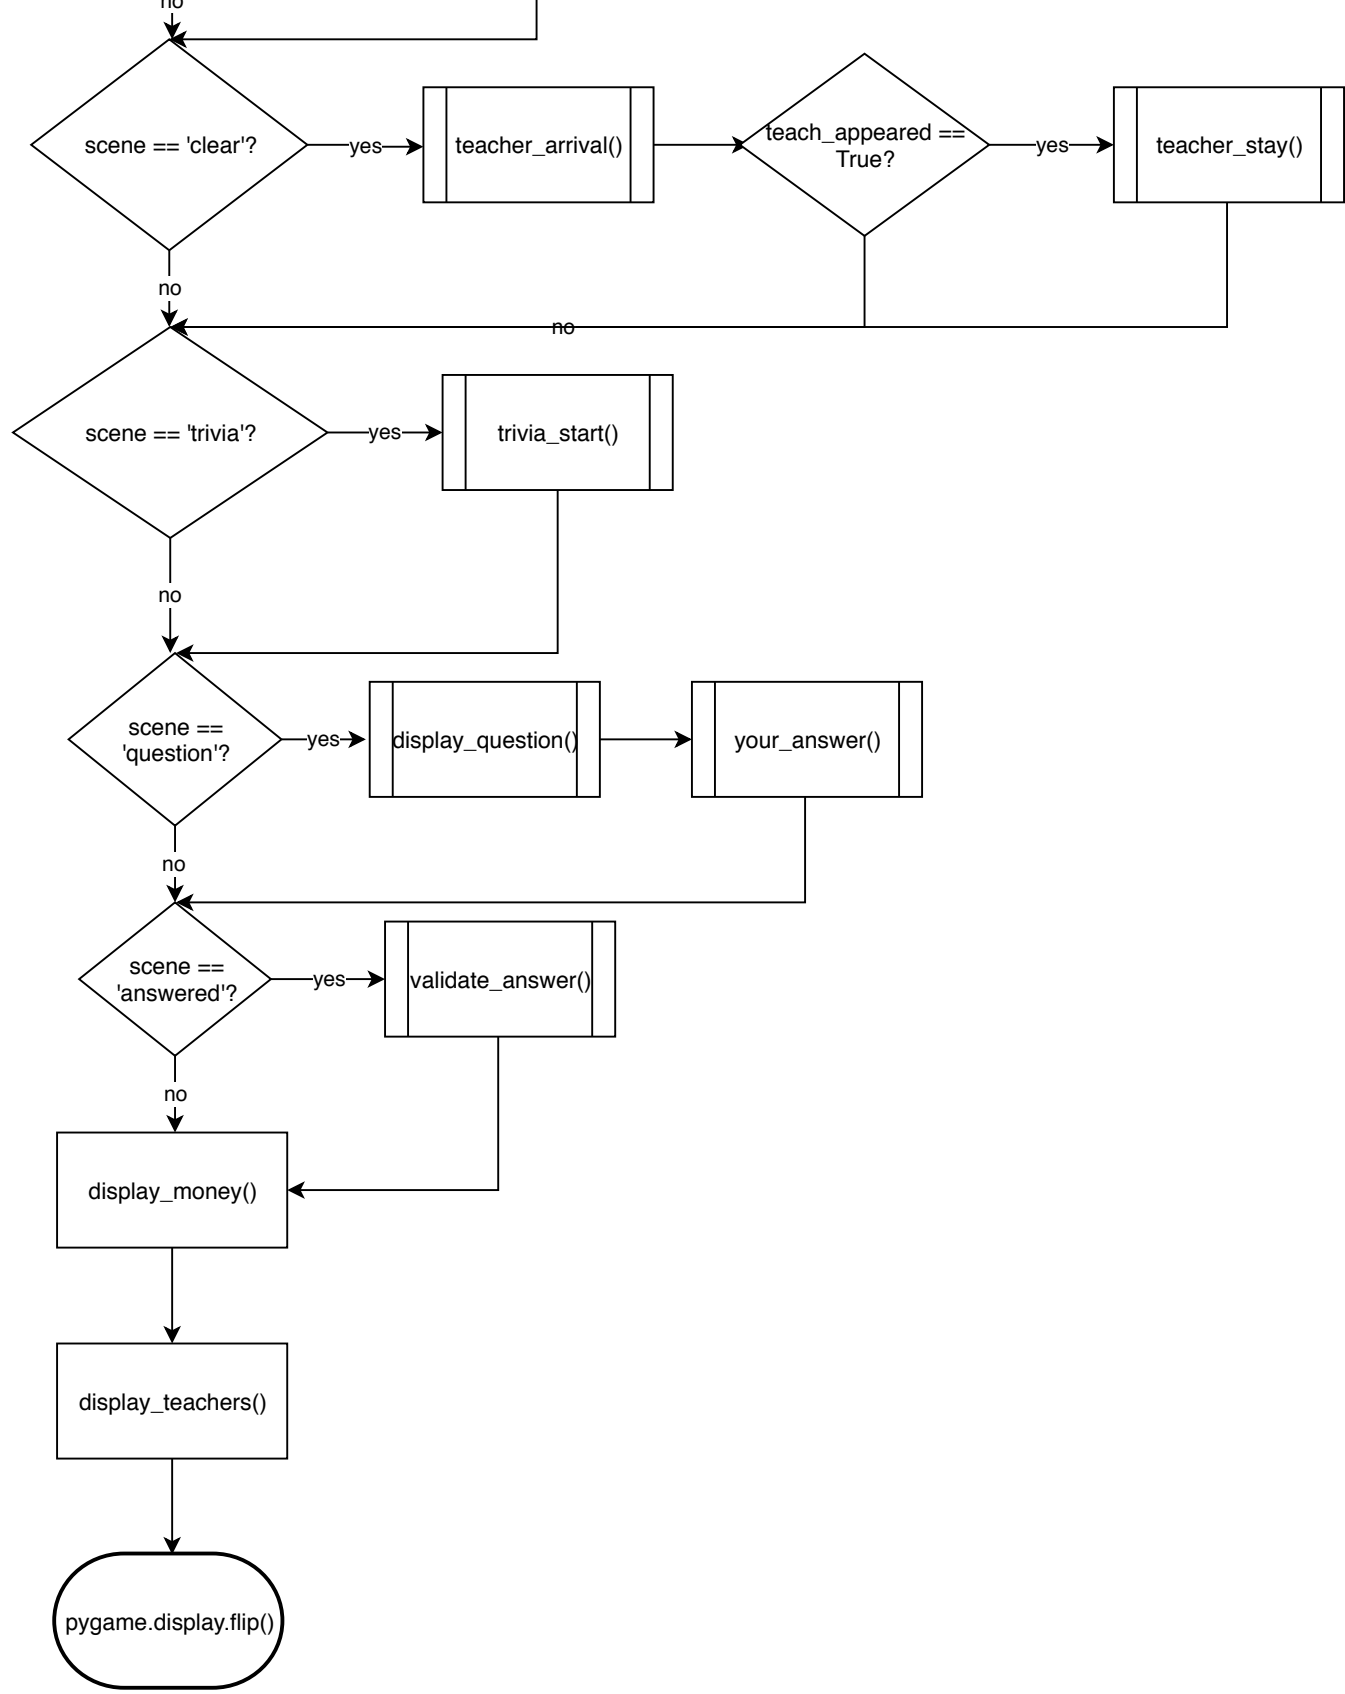 no
scene == 'clear'?
yes
teacher_arrival()
teach_appeared ==
True?
yes
teacher_stay()
no
no
scene == 'trivia'?
yes
trivia_start()
no
scene ==
'question'?
yes
display_question()
your_answer()
no
scene ==
'answered'?
yes
validate_answer()
no
display_money()
display_teachers()
pygame.display.flip()